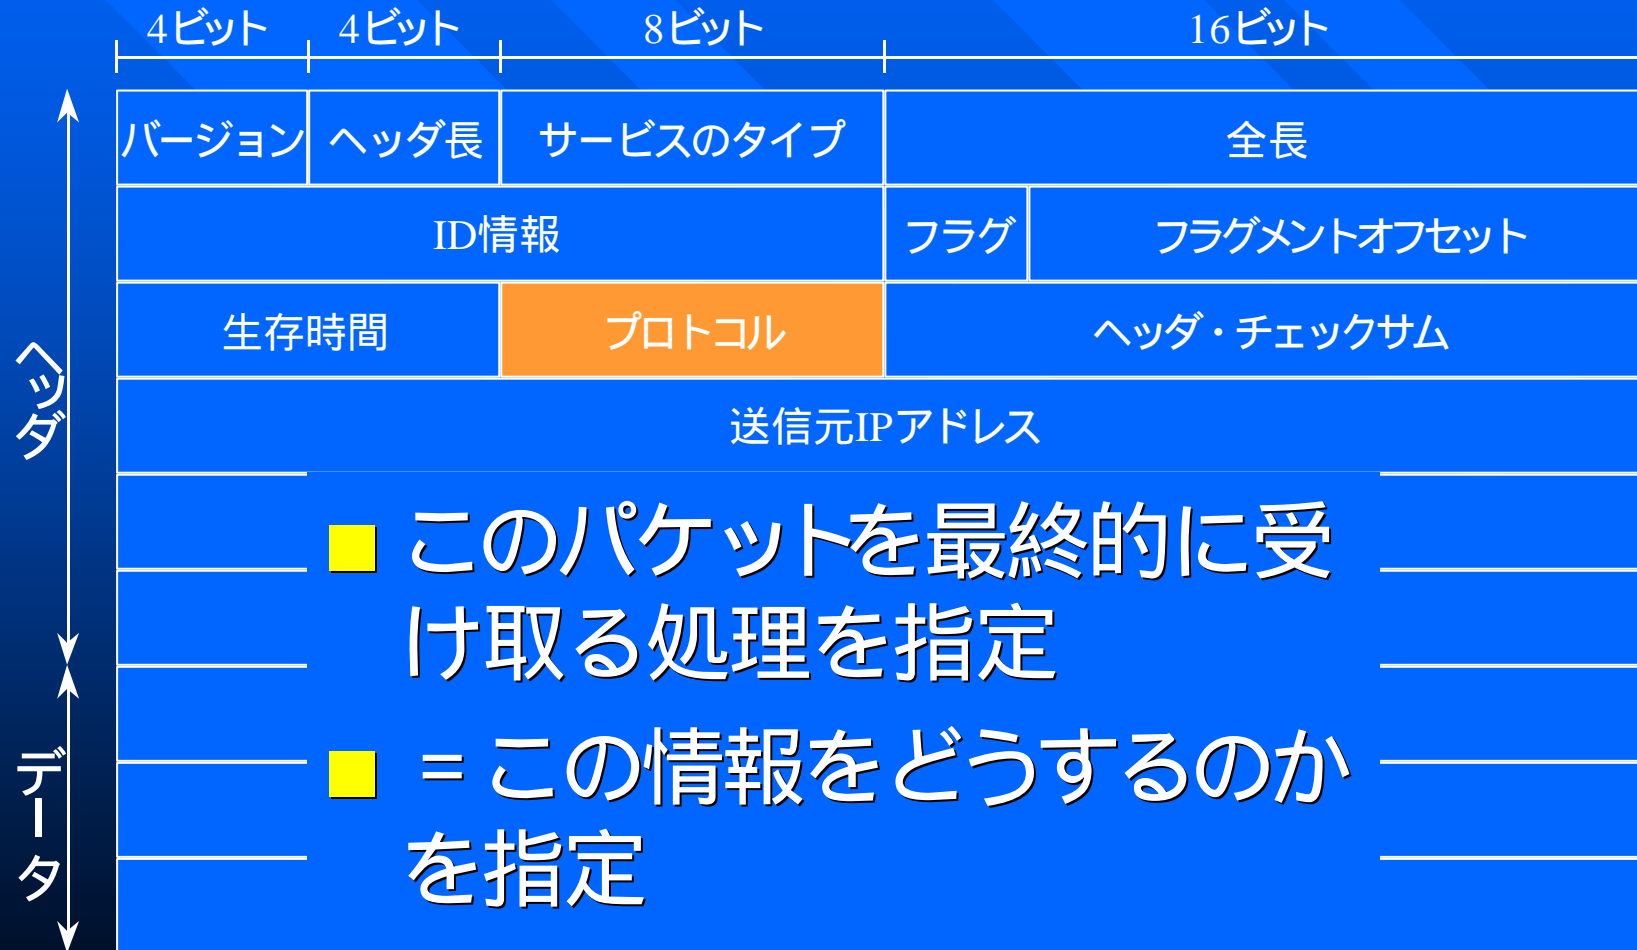 4ビット 4ビット 8ビット 16ビット
バージョン ヘッダ長 サービスのタイプ 全長
ID情報 フラグ フラグメントオフセット
生存時間 プロトコル ヘッダ・チェックサム
送信元IPアドレス
ヘッダ
データ
このパケットを最終的に受
け取る処理を指定
=この情報をどうするのか
を指定